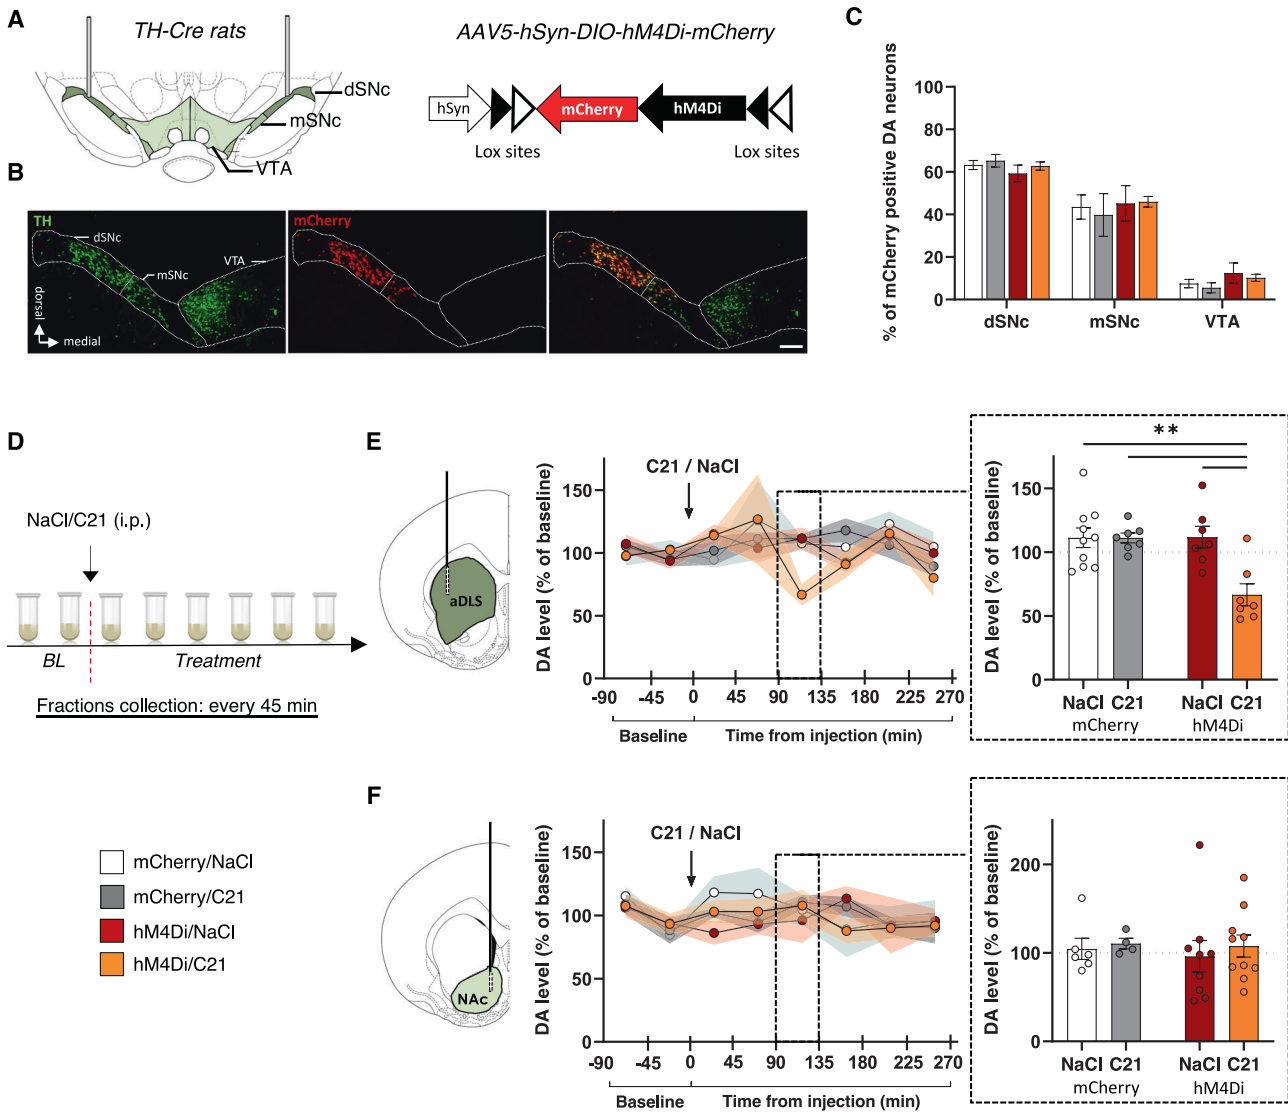 A
TH-Cre rats
dSNc
mSNc
VTA
AAV5-hSyn-DIO-hM4Di-mCherry
hSyn
mCherry
hM4Di
Lox sites
Lox sites
B
TH
dSNc
mSNc
VTA
dorsal
medial
mCherry
C
% of mCherry positive DA neurons
100
80
60
40
20
0
dSNc
mSNc
VTA
D
NaCl/C21 (i.p.)
BL
Treatment
Fractions collection: every 45 min
mCherry/NaCl
mCherry/C21
hM4Di/NaCl
hM4Di/C21
E
aDLS
DA level (% of baseline)
150
100
50
0
C21 / NaCl
-90
-45
0
45
90
135
225
270
Baseline
Time from injection (min)
DA level (% of baseline)
150
100
50
0
**
NaCl C21
mCherry
NaCl C21
hM4Di
F
NAc
DA level (% of baseline)
150
100
50
0
C21 / NaCl
-90
-45
0
45
90
135
225
270
Baseline
Time from injection (min)
DA level (% of baseline)
200
100
0
NaCl C21
mCherry
NaCl C21
hM4Di